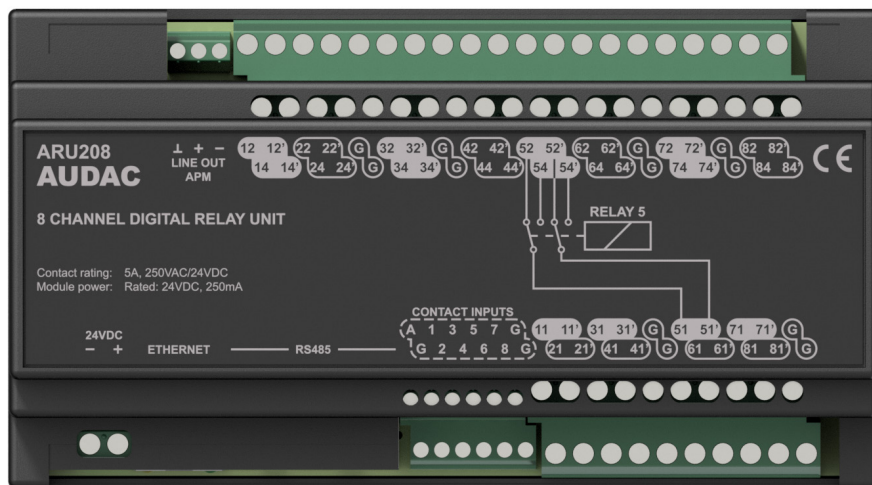 ARU208
AUDAC
⊥ + −
LINE OUT
APM
12 12' 22 22' G 32 32' G 42 42' 52 52' 62 62' G 72 72' G 82 82'
14 14' 24 24' G 34 34' G 44 44' 54 54' 64 64' G 74 74' G 84 84'
CE
8 CHANNEL DIGITAL RELAY UNIT
RELAY 5
Contact rating: 5A, 250VAC/24VDC
Module power: Rated: 24VDC, 250mA
CONTACT INPUTS
A 1 3 5 7 G 11 11' 31 31' G 51 51' 71 71' G
G 2 4 6 8 G 21 21' 41 41' G 61 61' 81 81' G
24VDC
− + ETHERNET RS485